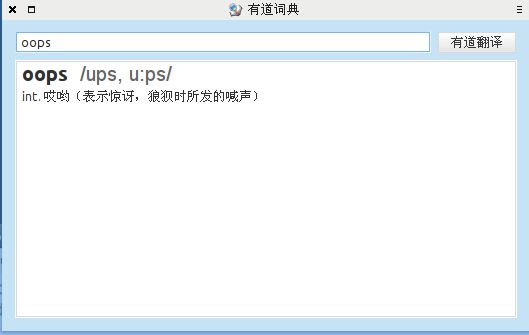 有道词典
oops
有道翻译
oops /ups, u:ps/
int. 哎哟（表示惊讶，狼狈时所发的喊声）